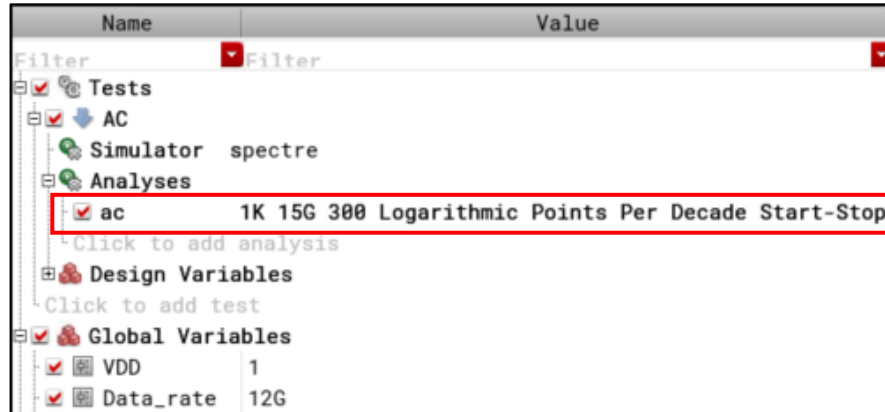 Name Value
Filter Filter
Tests
AC
Simulator spectre
Analyses
ac 1K 15G 300 Logarithmic Points Per Decade Start-Stop
Click to add analysis
Design Variables
Click to add test
Global Variables
VDD 1
Data_rate 12G